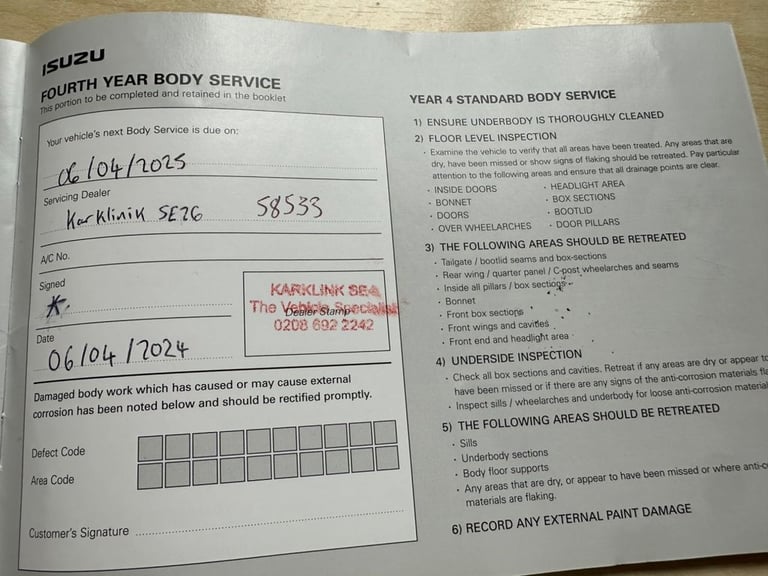 ISUZU
FOURTH YEAR BODY SERVICE
This portion to be completed and retained in the booklet
Your vehicle's next Body Service is due on:
06/04/2025
Servicing Dealer
KarKlinik SE26 58533
A/C No.
Signed
Date
06/04/2024
KARKLINK SE4
The Vehicle Specialist
Dealer Stamp
0208 692 2242
Damaged body work which has caused or may cause external
corrosion has been noted below and should be rectified promptly.
Defect Code
Area Code
Customer's Signature
YEAR 4 STANDARD BODY SERVICE
1) ENSURE UNDERBODY IS THOROUGHLY CLEANED
2) FLOOR LEVEL INSPECTION
· Examine the vehicle to verify that all areas have been treated. Any areas that are
dry, have been missed or show signs of flaking should be retreated. Pay particular
attention to the following areas and ensure that all drainage points are clear.
· INSIDE DOORS · HEADLIGHT AREA
· BONNET · BOX SECTIONS
· DOORS · BOOTLID
· OVER WHEELARCHES · DOOR PILLARS
3) THE FOLLOWING AREAS SHOULD BE RETREATED
· Tailgate / bootlid seams and box-sections
· Rear wing / quarter panel / C-post wheelarches and seams
· Inside all pillars / box sections
· Bonnet
· Front box sections
· Front wings and cavities
· Front end and headlight area
4) UNDERSIDE INSPECTION
· Check all box sections and cavities. Retreat if any areas are dry or appear to
have been missed or if there are any signs of the anti-corrosion materials fla
· Inspect sills / wheelarches and underbody for loose anti-corrosion material
5) THE FOLLOWING AREAS SHOULD BE RETREATED
· Sills
· Underbody sections
· Body floor supports
· Any areas that are dry, or appear to have been missed or where anti-c
materials are flaking.
6) RECORD ANY EXTERNAL PAINT DAMAGE